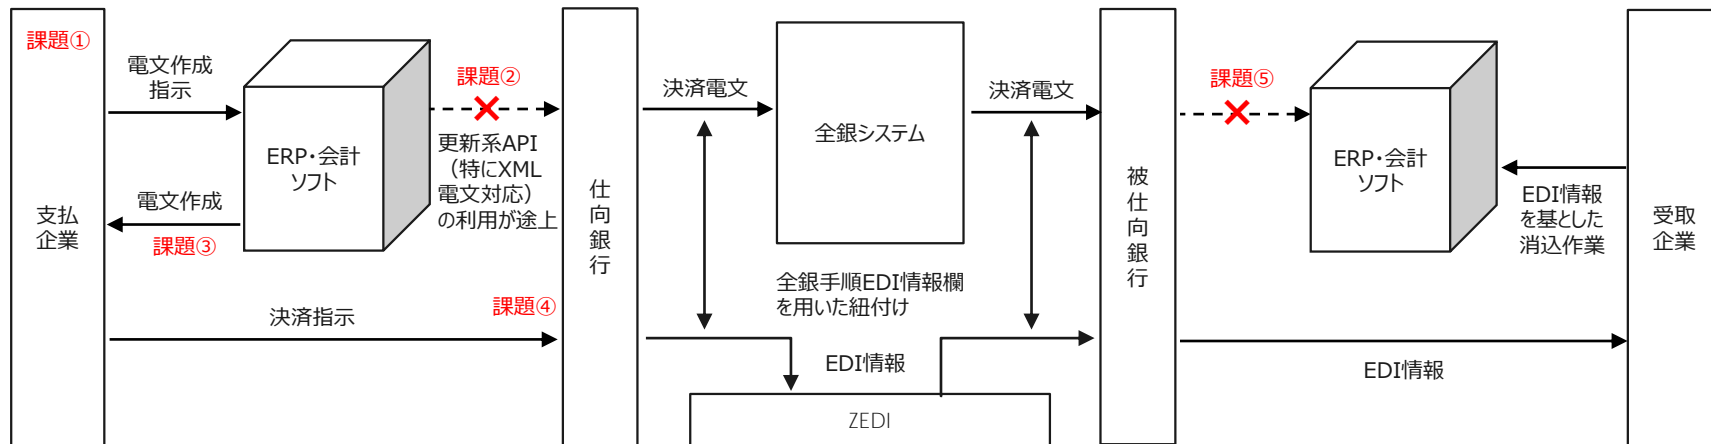 課題①
電文作成
指示
ERP・会計
ソフト
課題②
更新系API
（特にXML
電文対応）
の利用が途上
電文作成
課題③
支払
企業
決済指示
課題④
仕向銀行
決済電文
全銀システム
決済電文
全銀手順EDI情報欄
を用いた紐付け
EDI情報
ZEDI
被仕向銀行
課題⑤
ERP・会計
ソフト
EDI情報
を基とした
消込作業
EDI情報
受取
企業